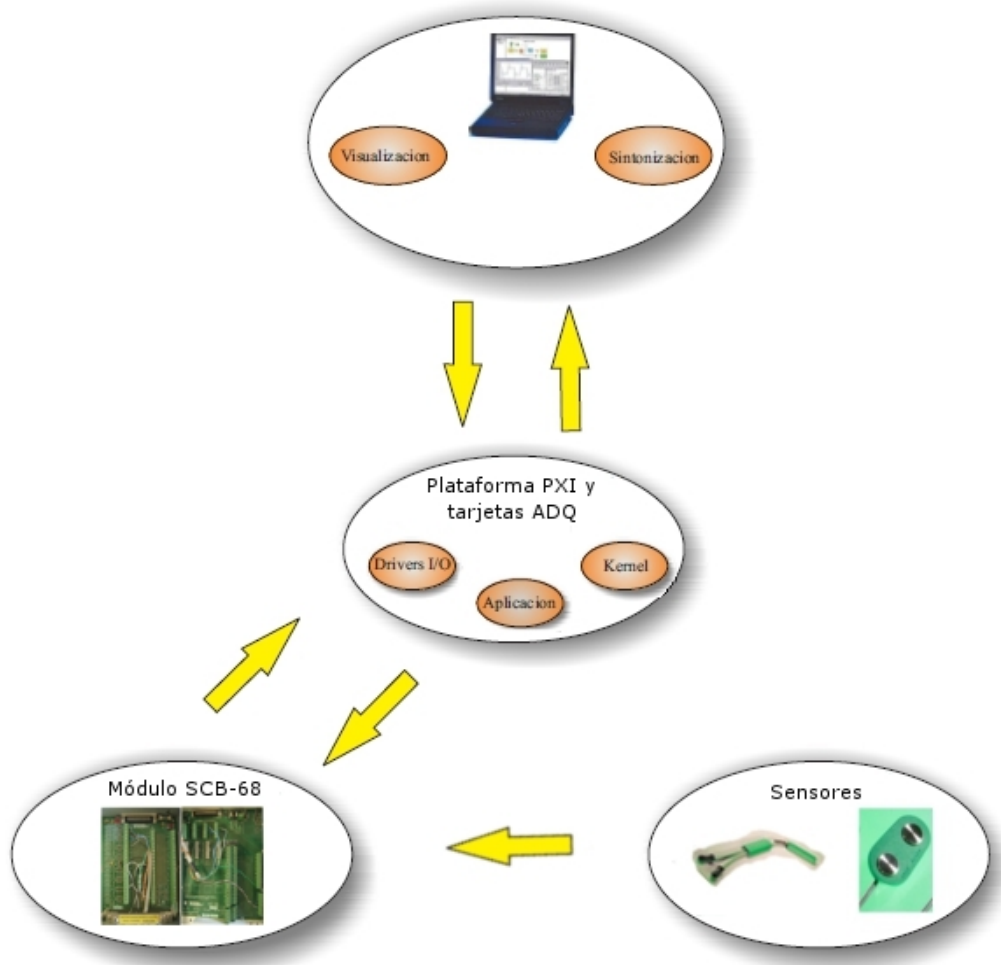 Visualizacion
Sintonizacion
Plataforma PXI y
tarjetas ADQ
Drivers I/O
Kernel
Aplicacion
Módulo SCB-68
Sensores